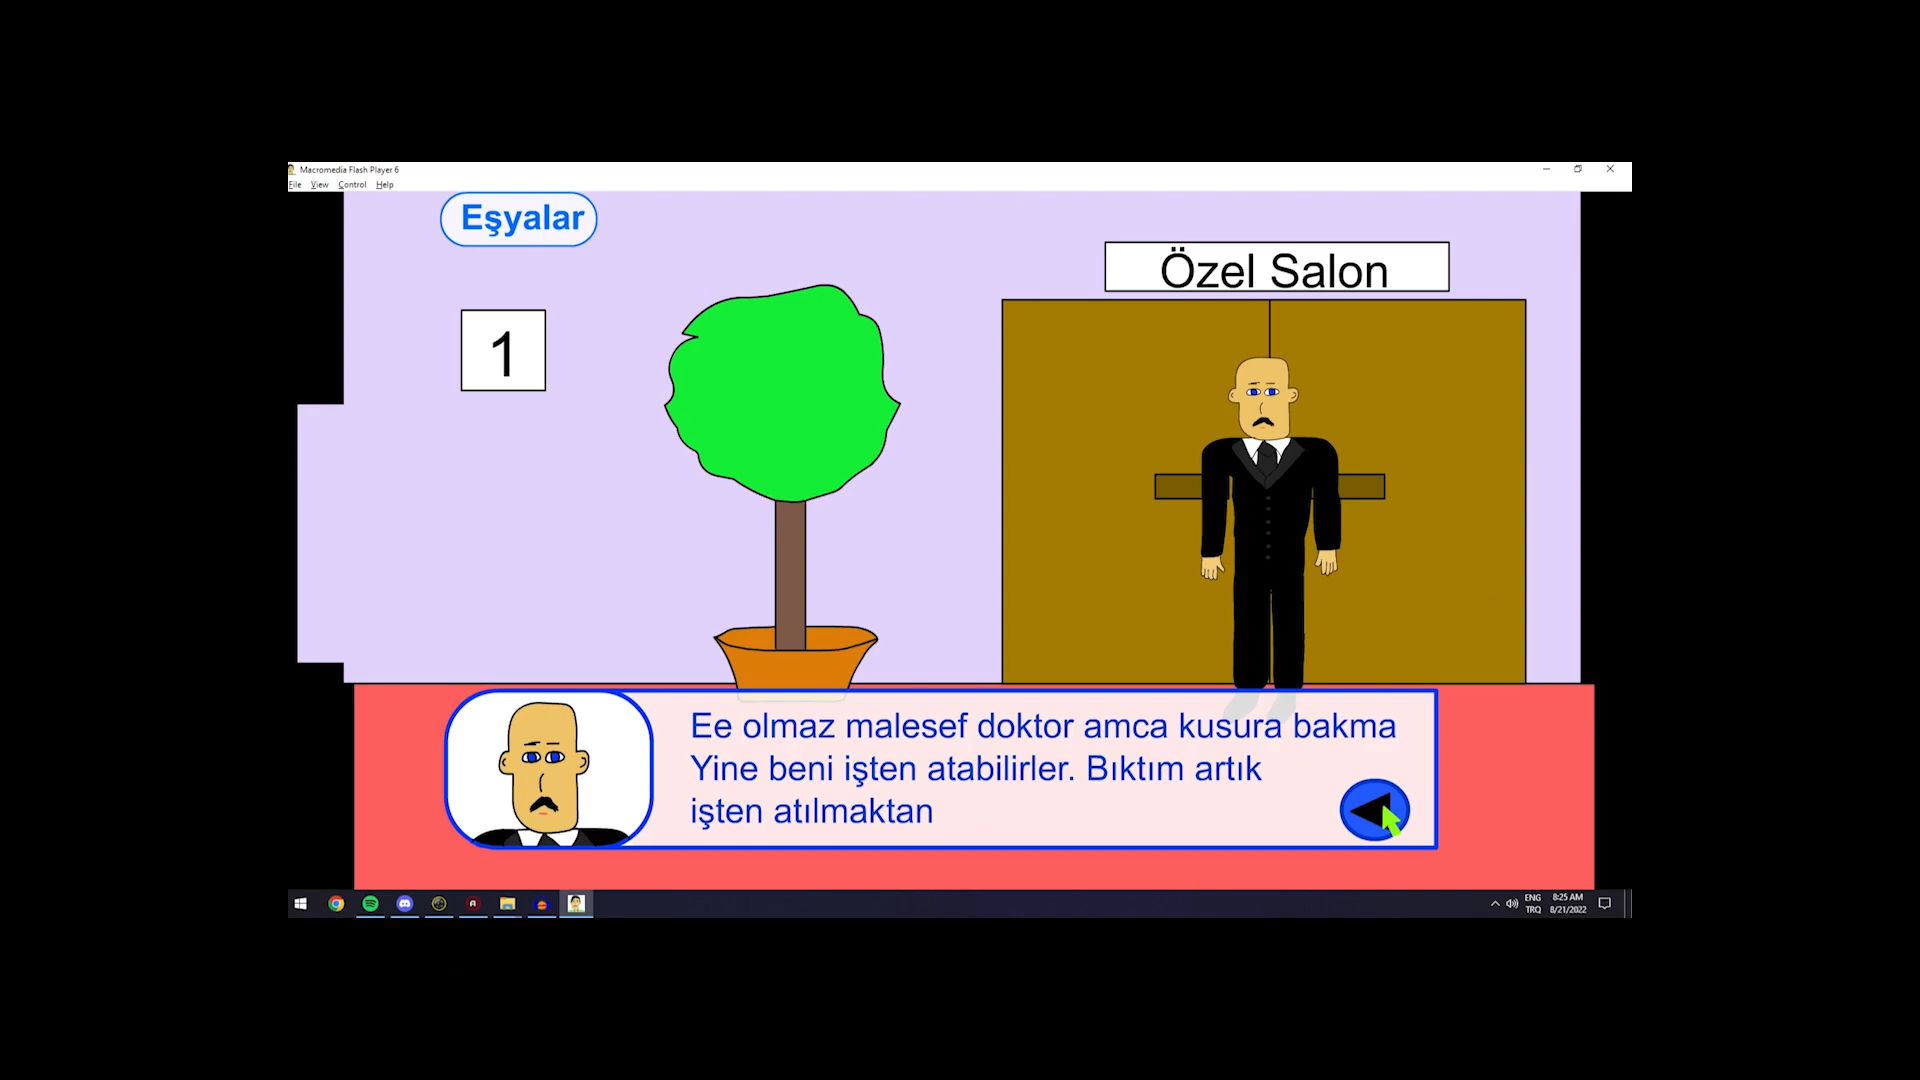 Macromedia Flash Player 6
File View Control Help
Eşyalar
Özel Salon
1
Ee olmaz malesef doktor amca kusura bakma
Yine beni işten atabilirler. Bıktım artık
işten atılmaktan
ENG 8:25 AM
TRQ 8/21/2022